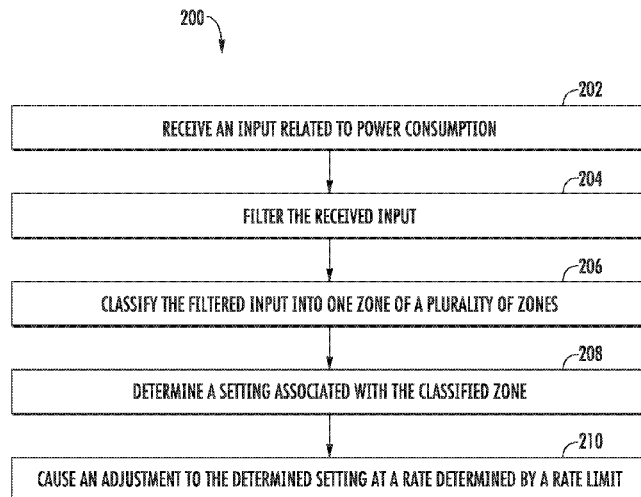 200
202
RECEIVE AN INPUT RELATED TO POWER CONSUMPTION
204
FILTER THE RECEIVED INPUT
206
CLASSIFY THE FILTERED INPUT INTO ONE ZONE OF A PLURALITY OF ZONES
208
DETERMINE A SETTING ASSOCIATED WITH THE CLASSIFIED ZONE
210
CAUSE AN ADJUSTMENT TO THE DETERMINED SETTING AT A RATE DETERMINED BY A RATE LIMIT